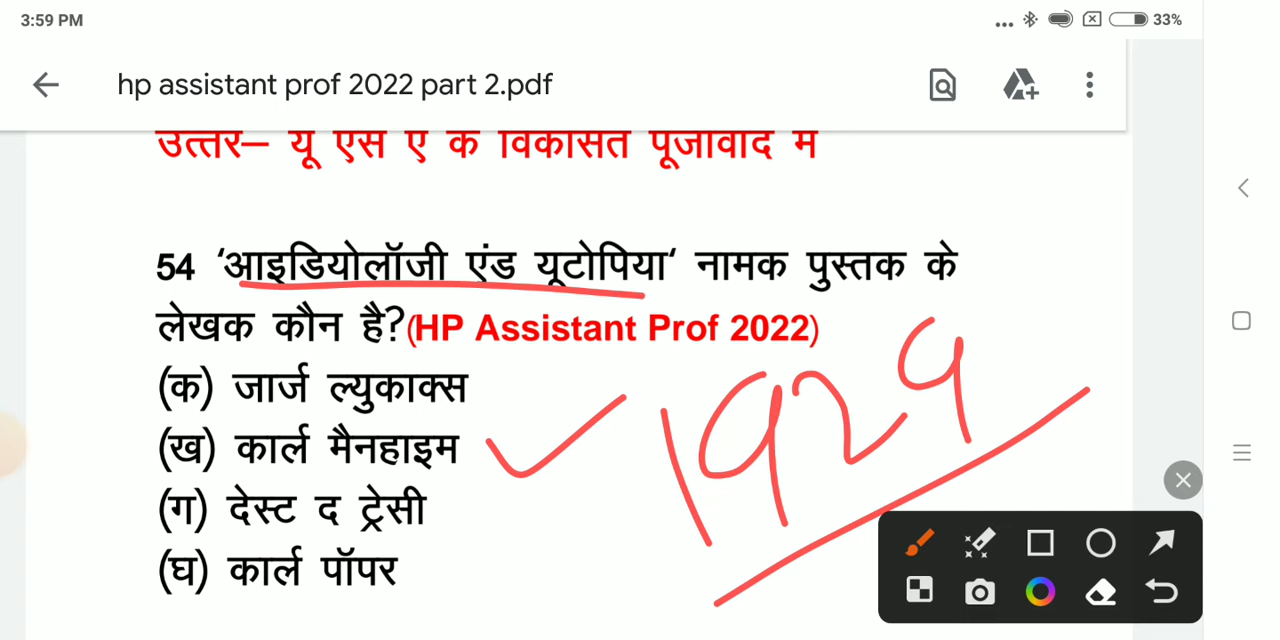 3:59 PM
33%
hp assistant prof 2022 part 2.pdf
उत्तर– यू एस ए के विकसित पूंजीवाद में
54 'आइडियोलॉजी एंड यूटोपिया' नामक पुस्तक के
लेखक कौन है?(HP Assistant Prof 2022)
(क) जार्ज ल्युकाक्स
(ख) कार्ल मैनहाइम
(ग) देस्ट द ट्रेसी
(घ) कार्ल पॉपर
1929